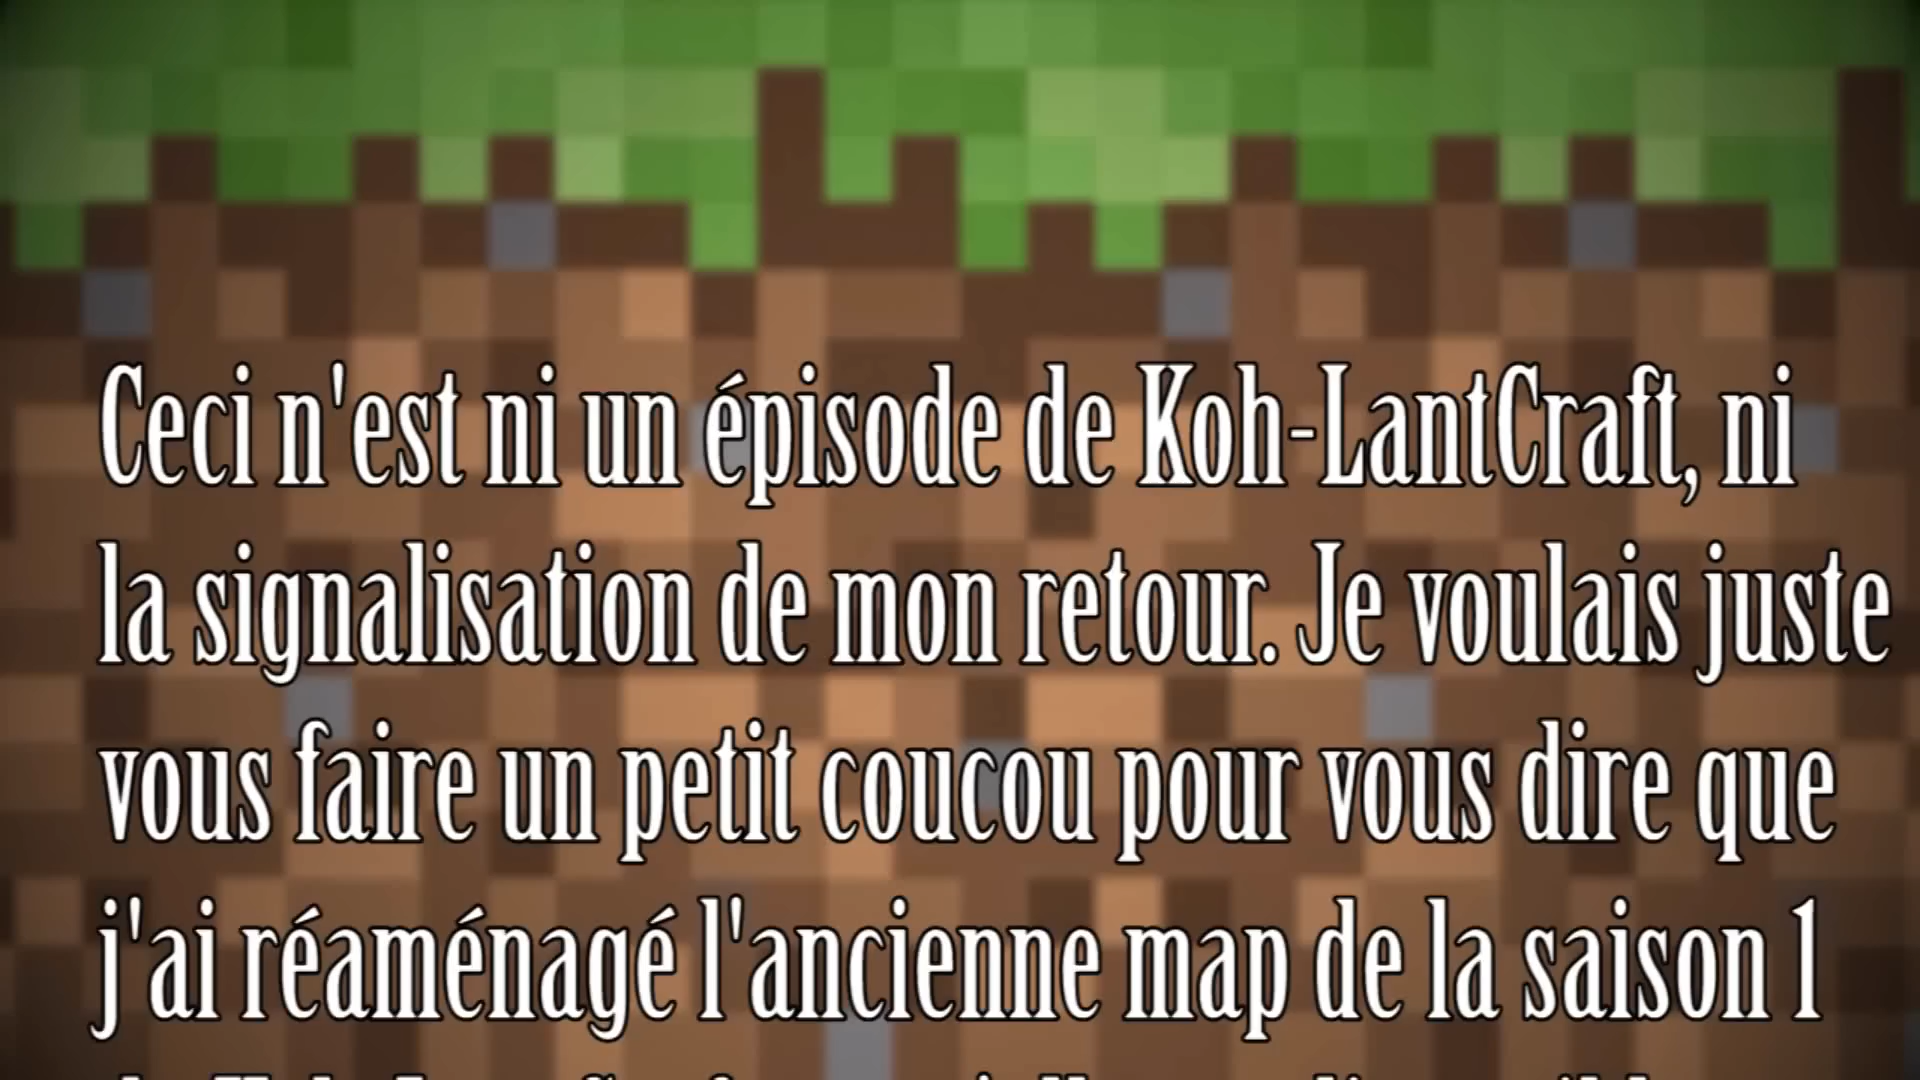 Ceci n'est ni un épisode de Koh-LantCraft, ni
la signalisation de mon retour. Je voulais juste
vous faire un petit coucou pour vous dire que
j'ai réaménagé l'ancienne map de la saison 1